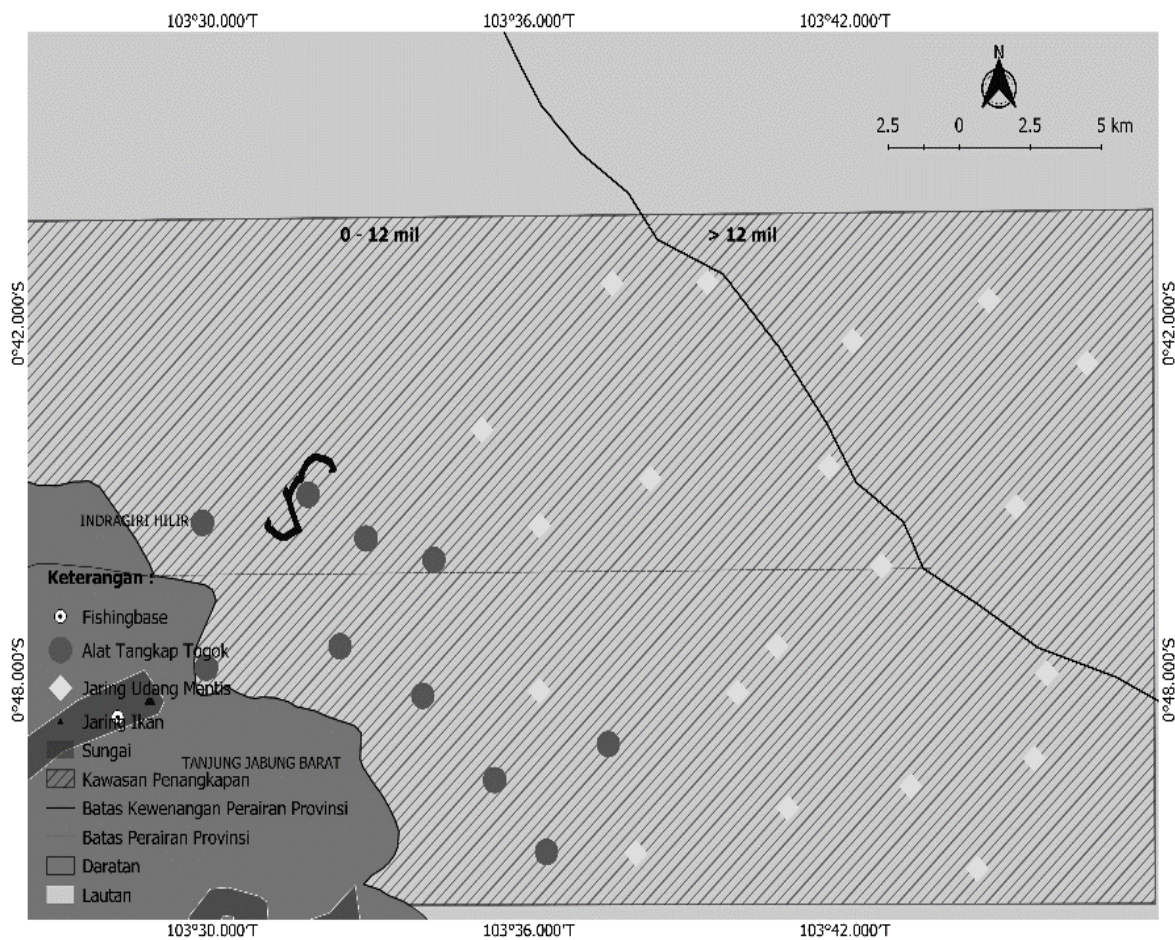 103°30.000'T 103°36.000'T 103°42.000'T
N
2.5 0 2.5 5 km
0 - 12 mil > 12 mil
0°42.000'S 0°42.000'S
INDRAGIRI HILIR
Keterangan :
Fishingbase
Alat Tangkap Togok
0°48.000'S 0°48.000'S
Jaring Udang Mantis
Jaring Ikan
Sungai
TANJUNG JABUNG BARAT
Kawasan Penangkapan
Batas Kewenangan Perairan Provinsi
Batas Perairan Provinsi
Daratan
Lautan
103°30.000'T 103°36.000'T 103°42.000'T